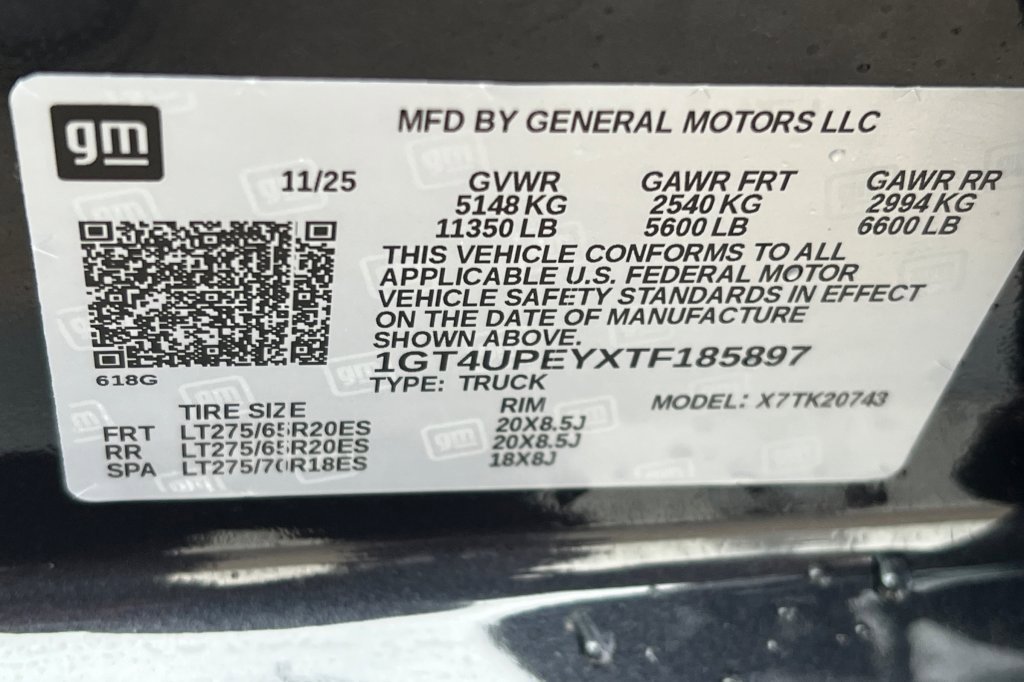 gm
MFD BY GENERAL MOTORS LLC
11/25 GVWR GAWR FRT GAWR RR
5148 KG 2540 KG 2994 KG
11350 LB 5600 LB 6600 LB
THIS VEHICLE CONFORMS TO ALL
APPLICABLE U.S. FEDERAL MOTOR
VEHICLE SAFETY STANDARDS IN EFFECT
ON THE DATE OF MANUFACTURE
SHOWN ABOVE.
1GT4UPEYXTF185897
618G
TYPE: TRUCK
MODEL: X7TK20743
TIRE SIZE RIM
FRT LT275/65R20ES 20X8.5J
RR LT275/65R20ES 20X8.5J
SPA LT275/70R18ES 18X8J